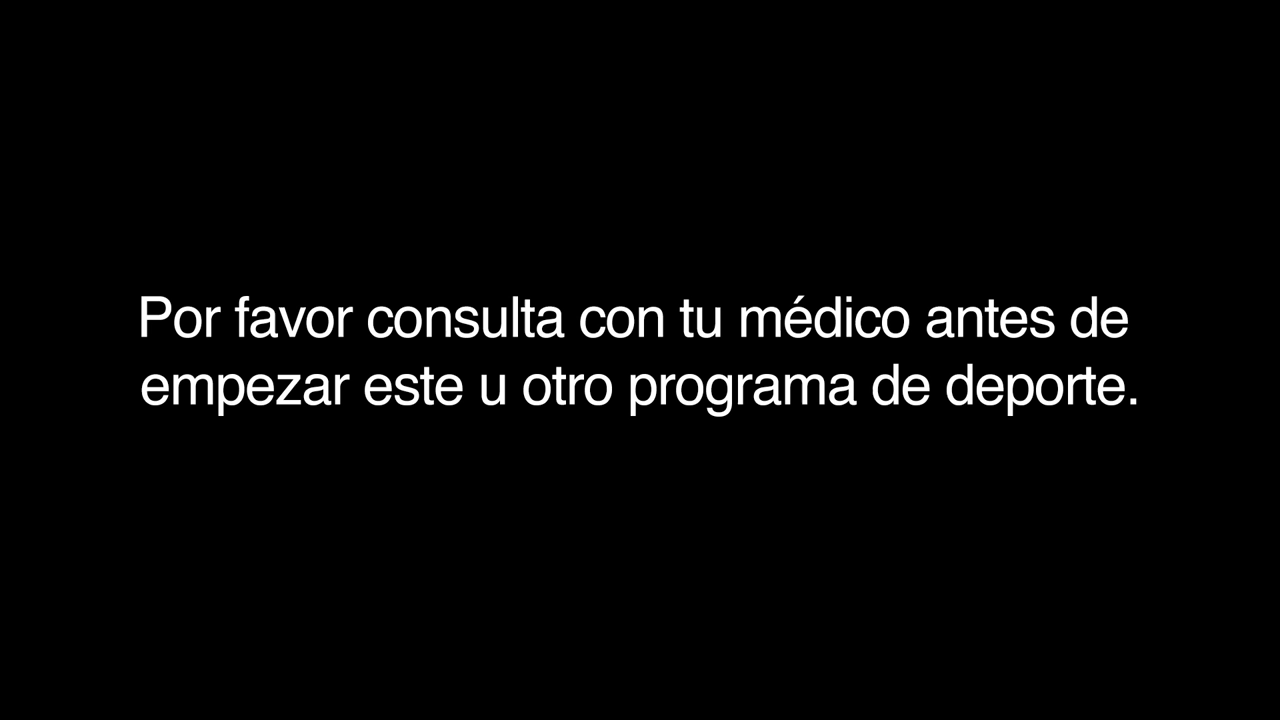 Por favor consulta con tu médico antes de
empezar este u otro programa de deporte.